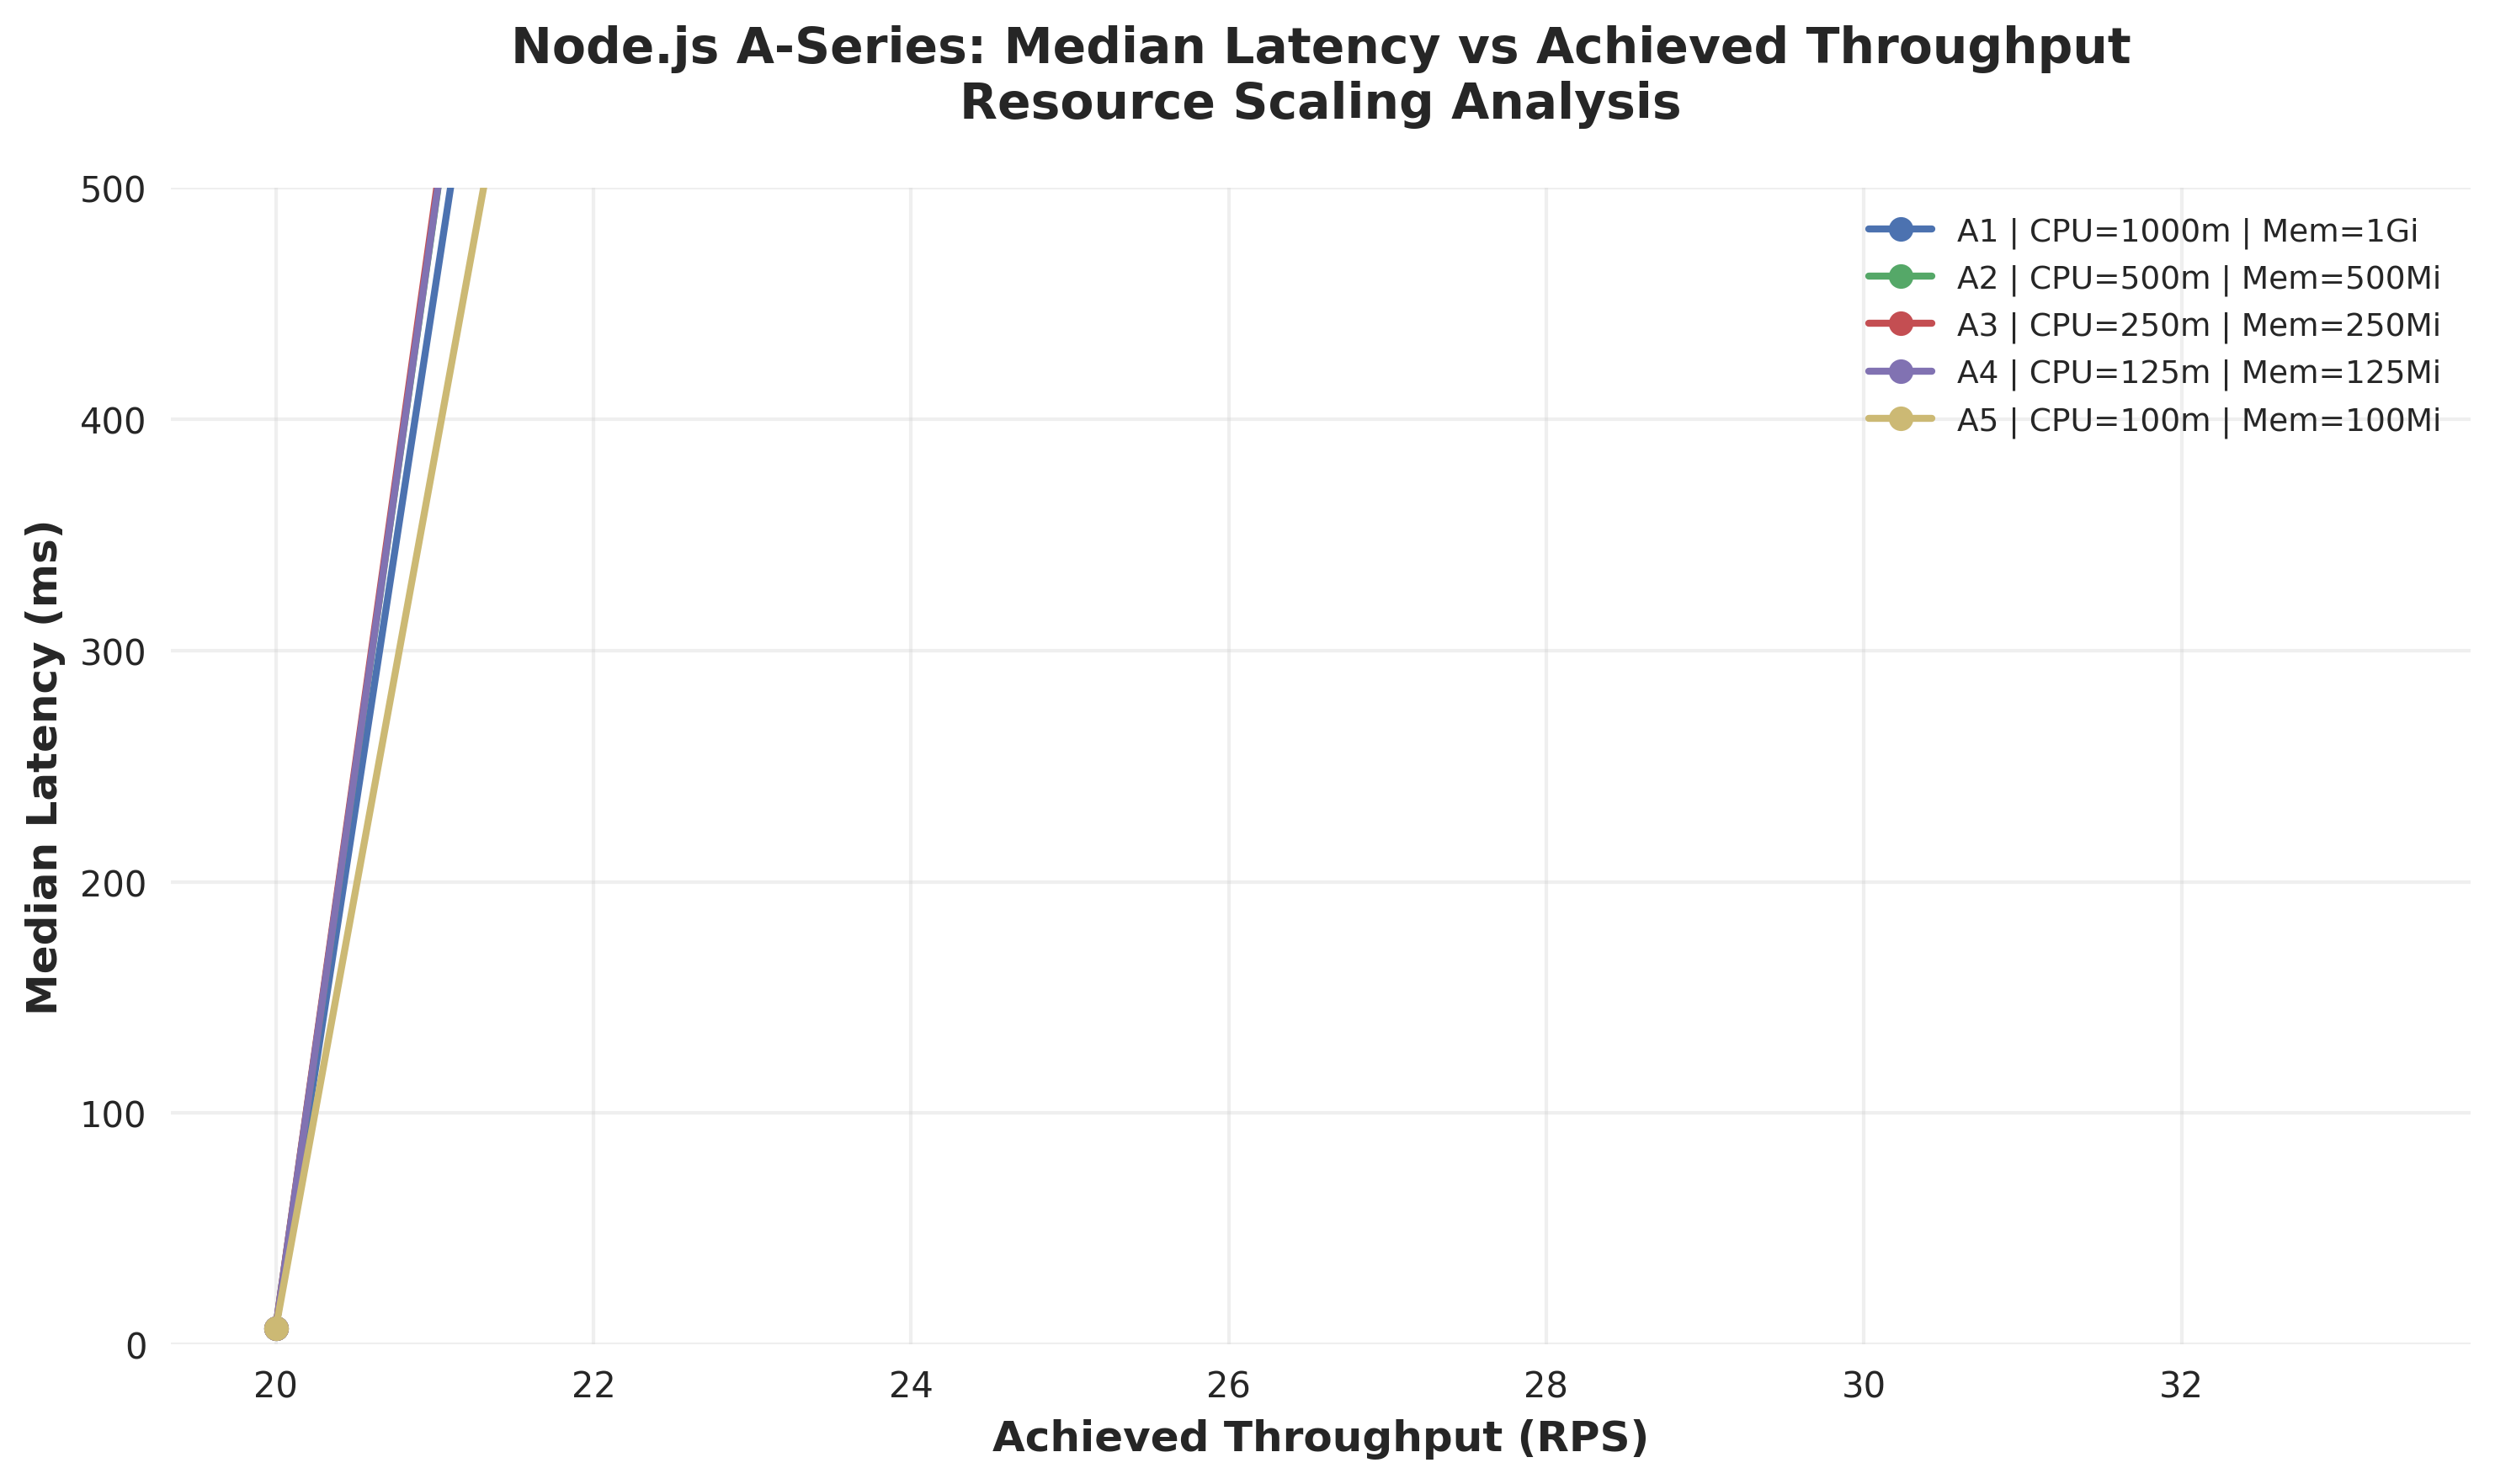 Node.js A-Series: Median Latency vs Achieved Throughput
Resource Scaling Analysis
500
400
300
200
100
0
Median Latency (ms)
A1 | CPU=1000m | Mem=1Gi
A2 | CPU=500m | Mem=500Mi
A3 | CPU=250m | Mem=250Mi
A4 | CPU=125m | Mem=125Mi
A5 | CPU=100m | Mem=100Mi
20 22 24 26 28 30 32
Achieved Throughput (RPS)